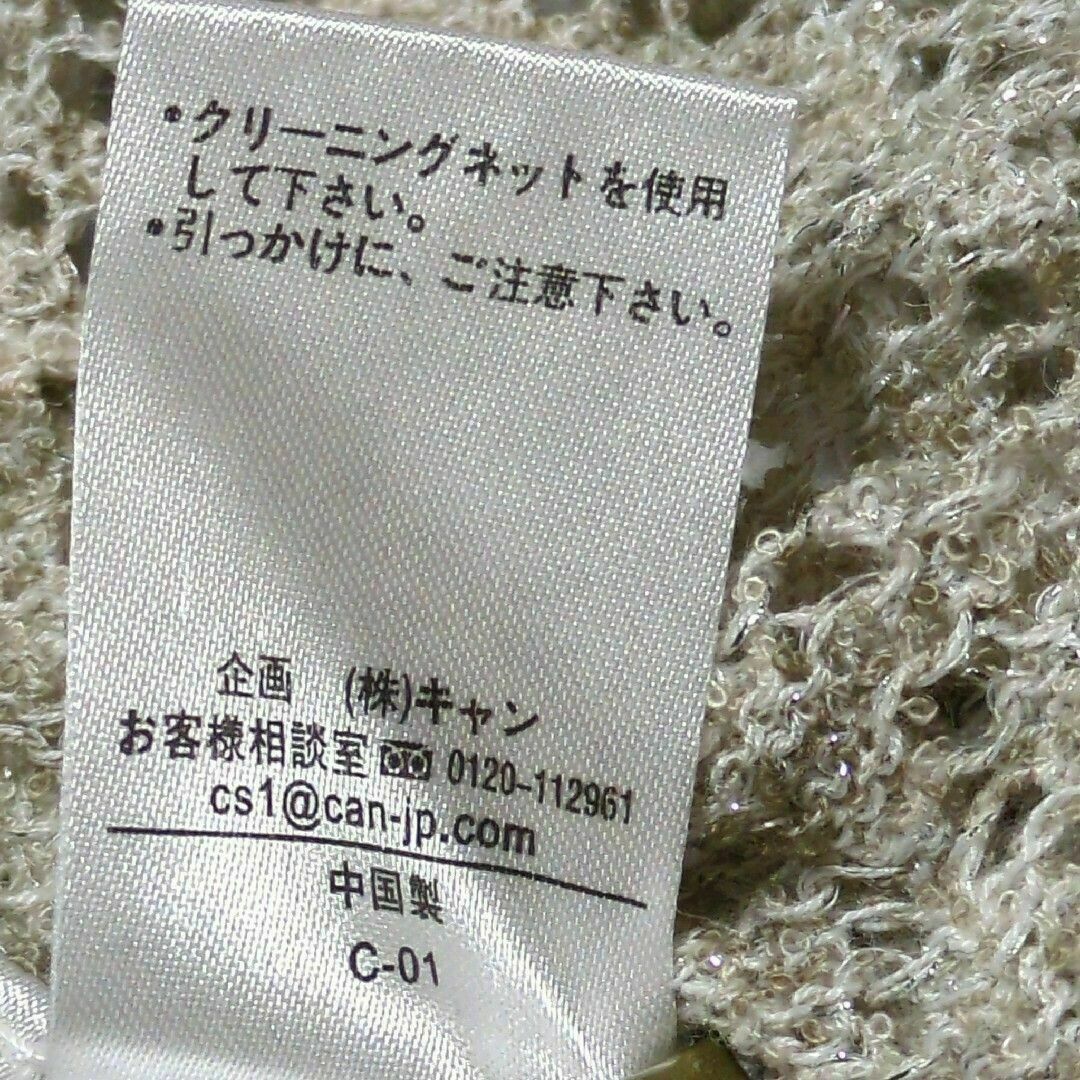 •クリーニングネットを使用
して下さい。
•引っかけに、ご注意下さい。
企画 (株)キャン
お客様相談室 0120-112961
cs1@can-jp.com
中国製
C-01